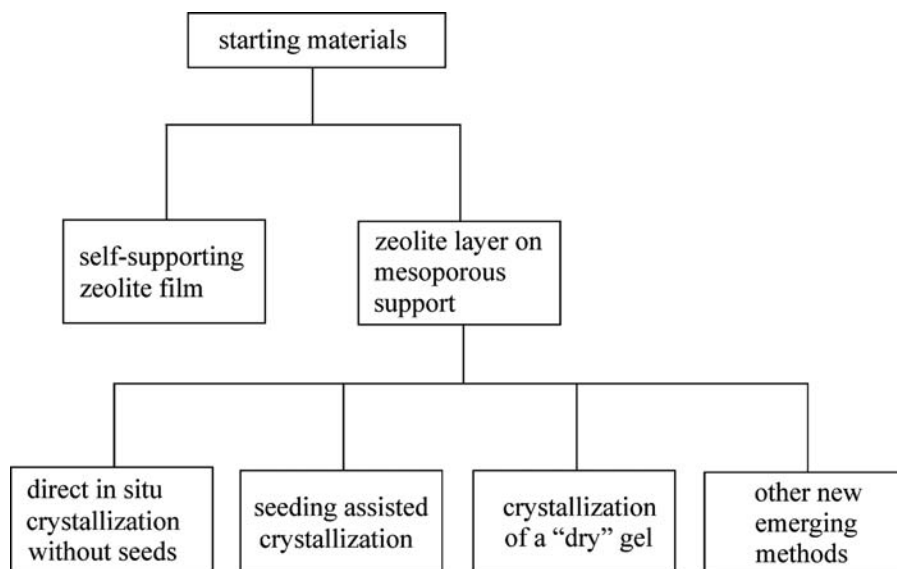 starting materials
self-supporting
zeolite film
zeolite layer on
mesoporous
support
direct in situ
crystallization
without seeds
seeding assisted
crystallization
crystallization
of a “dry” gel
other new
emerging
methods